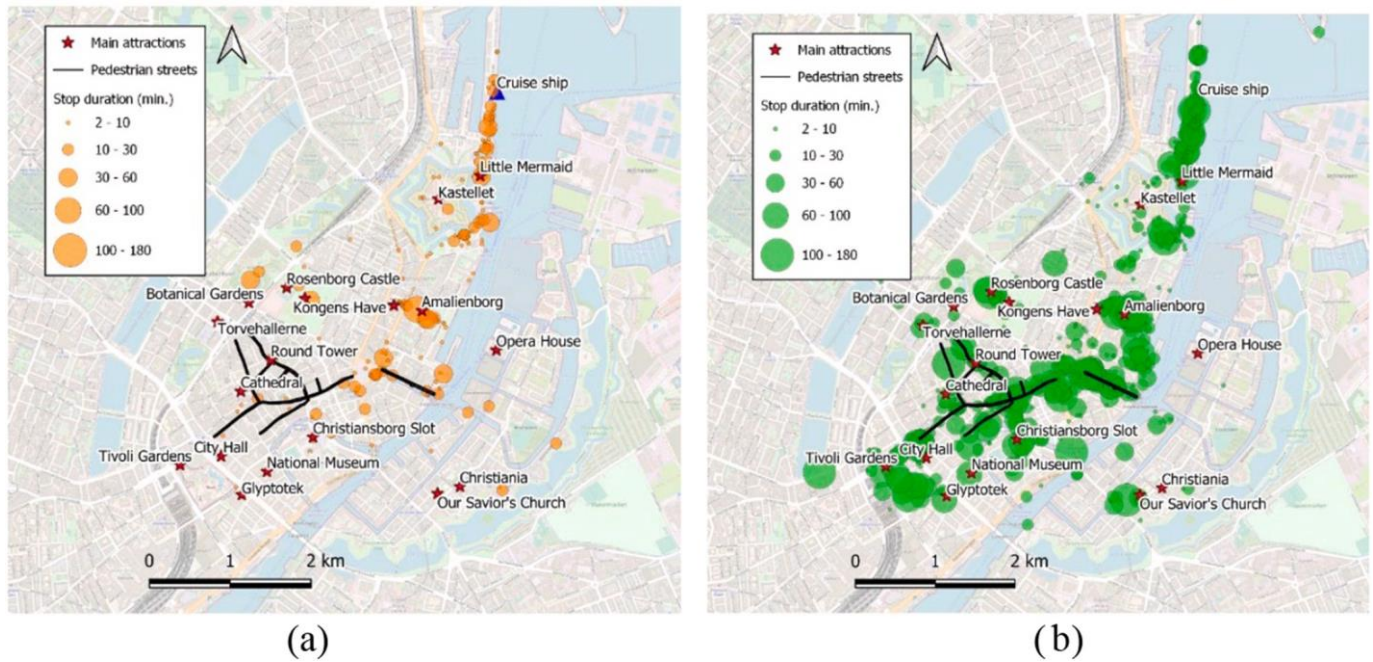 Main attractions
Pedestrian streets
Stop duration (min.)
2 - 10
10 - 30
30 - 60
60 - 100
100 - 180
Cruise ship
Little Mermaid
Kastellet
Rosenborg Castle
Botanical Gardens
Kongens Have
Amalienborg
Torvehallerne
Round Tower
Opera House
Cathedral
Christiansborg Slot
City Hall
Tivoli Gardens
National Museum
Christiania
Glyptotek
Our Savior's Church
0 1 2 km
(a)
Main attractions
Pedestrian streets
Stop duration (min.)
2 - 10
10 - 30
30 - 60
60 - 100
100 - 180
Cruise ship
Little Mermaid
Kastellet
Rosenborg Castle
Botanical Gardens
Kongens Have
Amalienborg
Torvehallerne
Round Tower
Opera House
Cathedral
Christiansborg Slot
City Hall
Tivoli Gardens
National Museum
Christiania
Glyptotek
Our Savior's Church
0 1 2 km
(b)